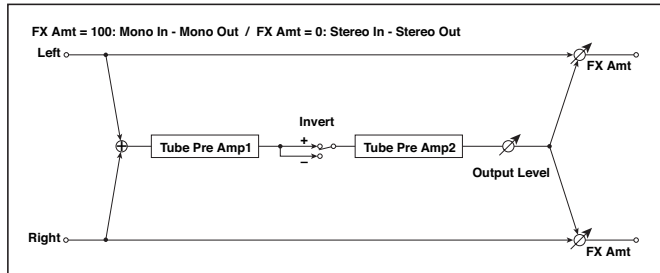 FX Amt = 100: Mono In - Mono Out / FX Amt = 0: Stereo In - Stereo Out
Left
FX Amt
Invert
+
Tube Pre Amp1
Tube Pre Amp2
−
Output Level
Right
FX Amt